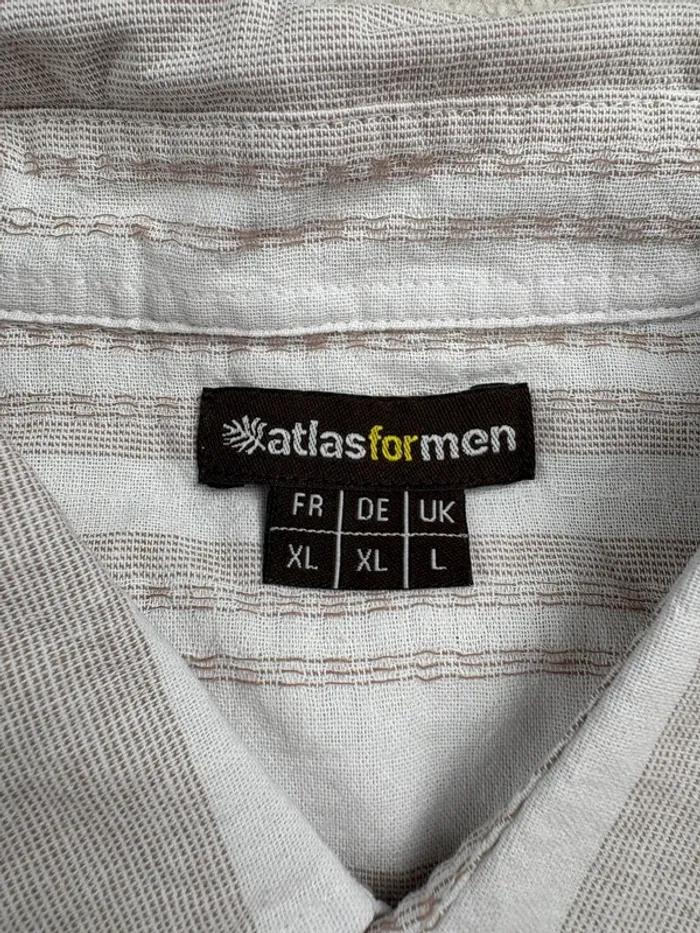 atlasformen
FR DE UK
XL XL L